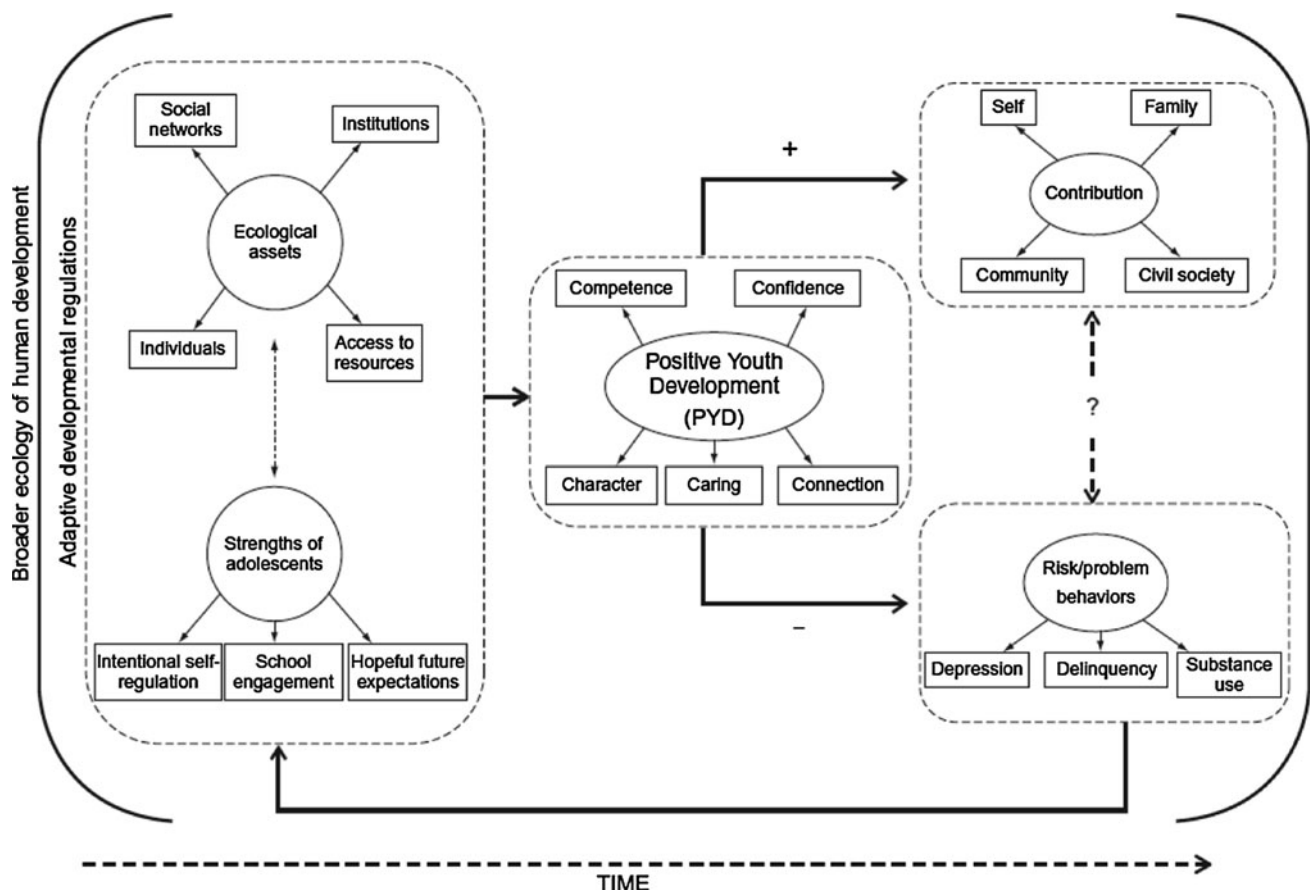 Broader ecology of human development
Adaptive developmental regulations
Social
networks
Institutions
Ecological
assets
Individuals
Access to
resources
Strengths of
adolescents
Intentional self-
regulation
School
engagement
Hopeful future
expectations
Competence
Confidence
Positive Youth
Development
(PYD)
Character
Caring
Connection
+
–
Self
Family
Contribution
Community
Civil society
?
Risk/problem
behaviors
Depression
Delinquency
Substance
use
TIME